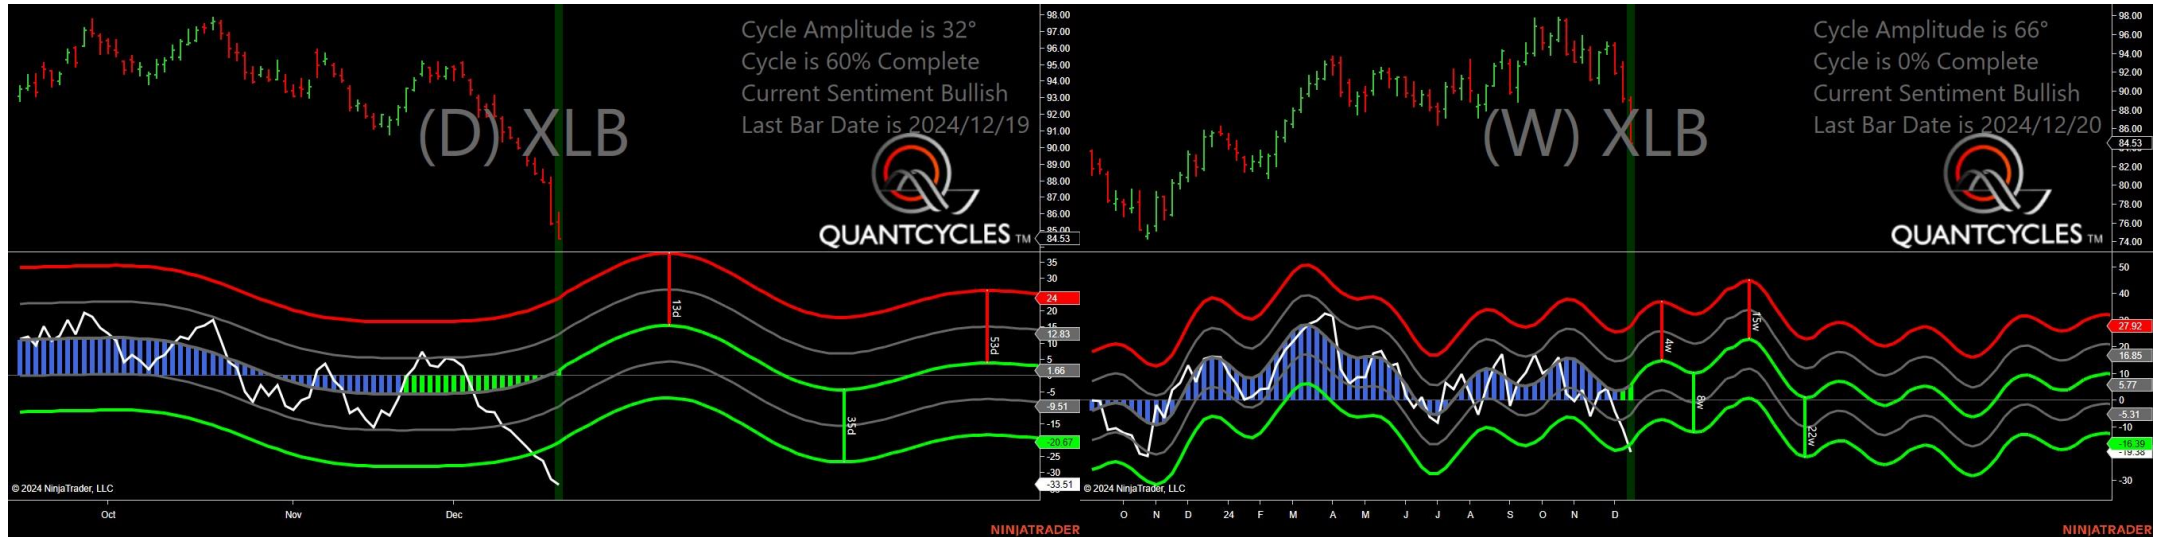 Cycle Amplitude is 32°
Cycle is 60% Complete
Current Sentiment Bullish
Last Bar Date is 2024/12/19
(D) XLB
QUANTCYCLES TM
98.00
97.00
96.00
95.00
94.00
93.00
92.00
91.00
90.00
89.00
88.00
87.00
86.00
85.00
84.53
35
30
24
20
15
12.83
10
5
1.66
-5
-9.51
-15
-20.67
-25
-30
-33.51
13d
35d
53d
© 2024 NinjaTrader, LLC
Oct
Nov
Dec
NINJATRADER
Cycle Amplitude is 66°
Cycle is 0% Complete
Current Sentiment Bullish
Last Bar Date is 2024/12/20
(W) XLB
QUANTCYCLES TM
98.00
96.00
94.00
92.00
90.00
88.00
86.00
84.53
82.00
80.00
78.00
76.00
74.00
50
40
27.92
20
16.85
10
5.77
0
-5.31
-10
-16.39
-19.38
-30
4w
8w
15w
22w
© 2024 NinjaTrader, LLC
O N D 24 F M A M J J A S O N D
NINJATRADER